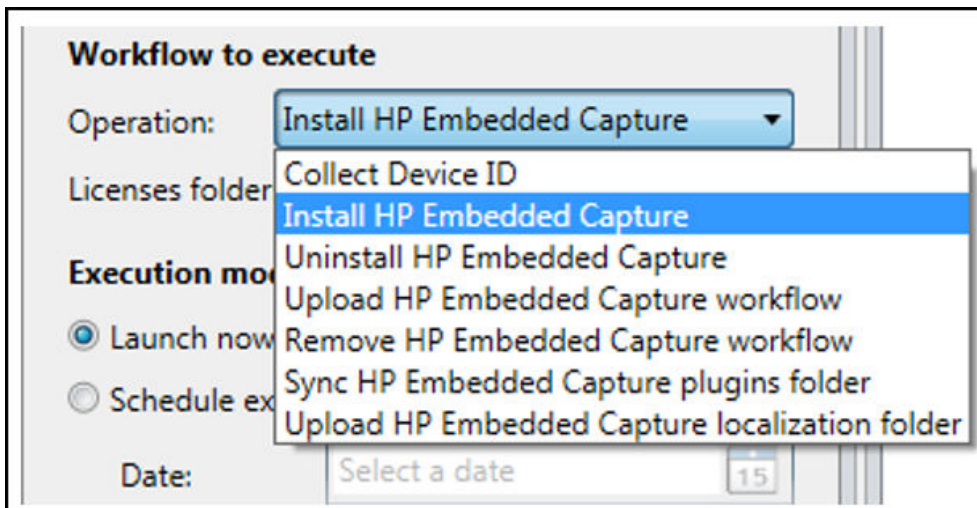 Workflow to execute
Operation: Install HP Embedded Capture
Collect Device ID
Licenses folder
Install HP Embedded Capture
Uninstall HP Embedded Capture
Execution mo
Upload HP Embedded Capture workflow
Launch now
Remove HP Embedded Capture workflow
Sync HP Embedded Capture plugins folder
Schedule ex
Upload HP Embedded Capture localization folder
Date: Select a date 15